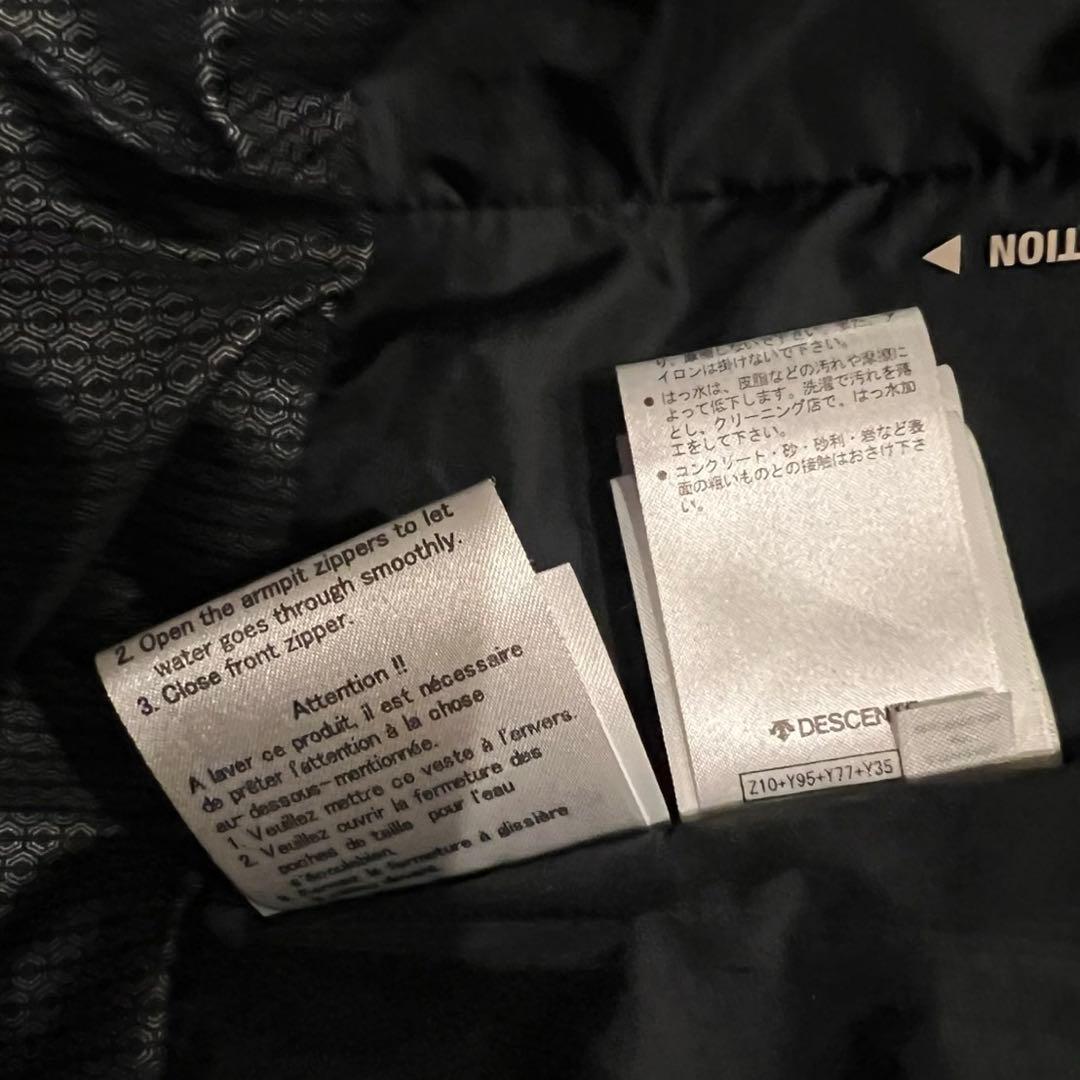 TION
2. Open the armpit zippers to let
water goes through smoothly.
3. Close front zipper.
Attention !!
A laver ce produit, il est nécessaire
de prêter l'attention à la chose
au-dessous-mentionnée.
1. Veuillez mettre ce veste à l'envers.
2. Veuillez ouvrir la fermeture des
poches de taille pour l'eau
s'écoule bien.
fermeture à glissière
イロンは掛けないで下さい。
● はっ水は、皮脂などの汚れや摩擦に
よって低下します。洗濯で汚れを落
とし、クリーニング店で、はっ水加
工をして下さい。
● コンクリート・砂・砂利・岩など表
面の粗いものとの接触はおさけ下さ
い。
DESCENTE
Z10+Y95+Y77+Y35